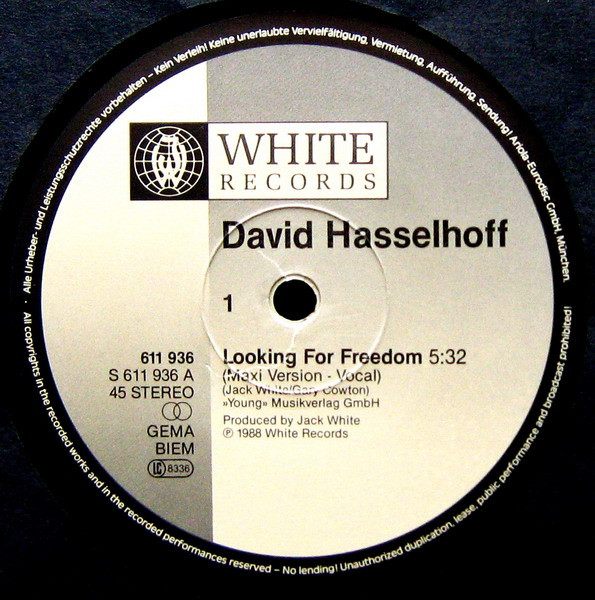 Alle Urheber- und Leistungsschutzrechte vorbehalten – Kein Verleih! Keine unerlaubte Vervielfältigung, Vermietung, Aufführung, Sendung! Ariola-Eurodisc GmbH, München.
WHITE
RECORDS
David Hasselhoff
1
611 936
S 611 936 A
45 STEREO
GEMA
BIEM
LC 8336
Looking For Freedom 5:32
(Maxi Version - Vocal)
(Jack White/Gary Cowton)
»Young« Musikverlag GmbH
Produced by Jack White
℗ 1988 White Records
· All copyrights in the recorded works and in the recorded performances reserved – No lending! Unauthorized duplication, lease, public performance and broadcast prohibited!